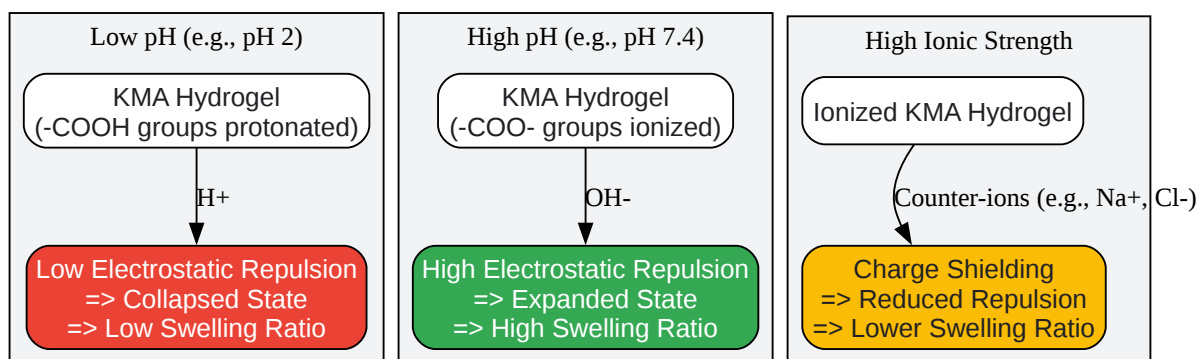 Low pH (e.g., pH 2)
KMA Hydrogel
(-COOH groups protonated)
H+
Low Electrostatic Repulsion
=> Collapsed State
=> Low Swelling Ratio
High pH (e.g., pH 7.4)
KMA Hydrogel
(-COO- groups ionized)
OH-
High Electrostatic Repulsion
=> Expanded State
=> High Swelling Ratio
High Ionic Strength
Ionized KMA Hydrogel
Counter-ions (e.g., Na+, Cl-)
Charge Shielding
=> Reduced Repulsion
=> Lower Swelling Ratio